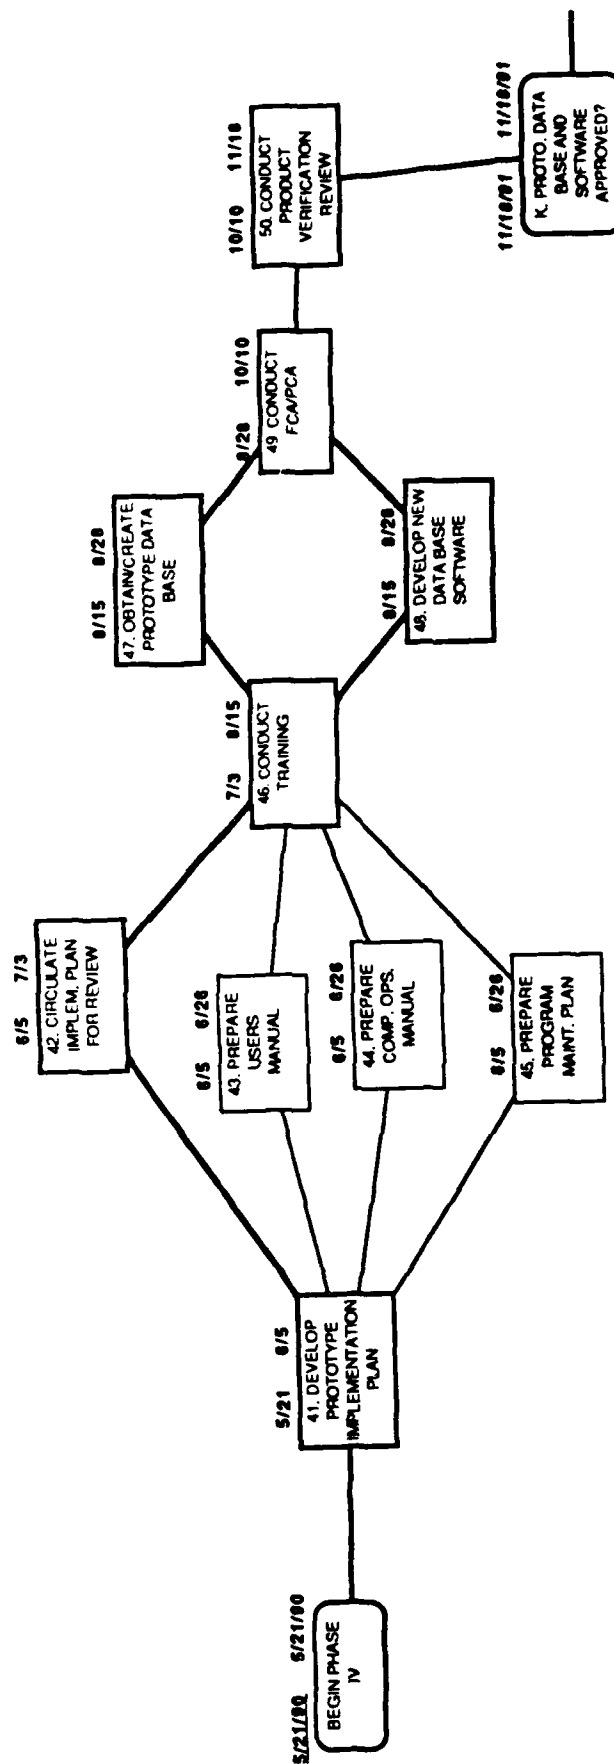 5/21/90 5/21/90
BEGIN PHASE
IV
5/21 6/5
41. DEVELOP
PROTOTYPE
IMPLEMENTATION
PLAN
6/5 7/3
42. CIRCULATE
IMPLEM. PLAN
FOR REVIEW
6/5 6/26
43. PREPARE
USERS
MANUAL
6/5 6/26
44. PREPARE
COMP. OPS.
MANUAL
6/5 6/26
45. PREPARE
PROGRAM
MAINT. PLAN
7/3 8/15
46. CONDUCT
TRAINING
8/15 8/28
47. OBTAIN/CREATE
PROTOTYPE DATA
BASE
8/15 8/28
48. DEVELOP NEW
DATA BASE
SOFTWARE
8/28 10/10
49 CONDUCT
FCA/PCA
10/10 11/18
50. CONDUCT
PRODUCT
VERIFICATION
REVIEW
11/18/91 11/18/91
K. PROTO. DATA
BASE AND
SOFTWARE
APPROVED?